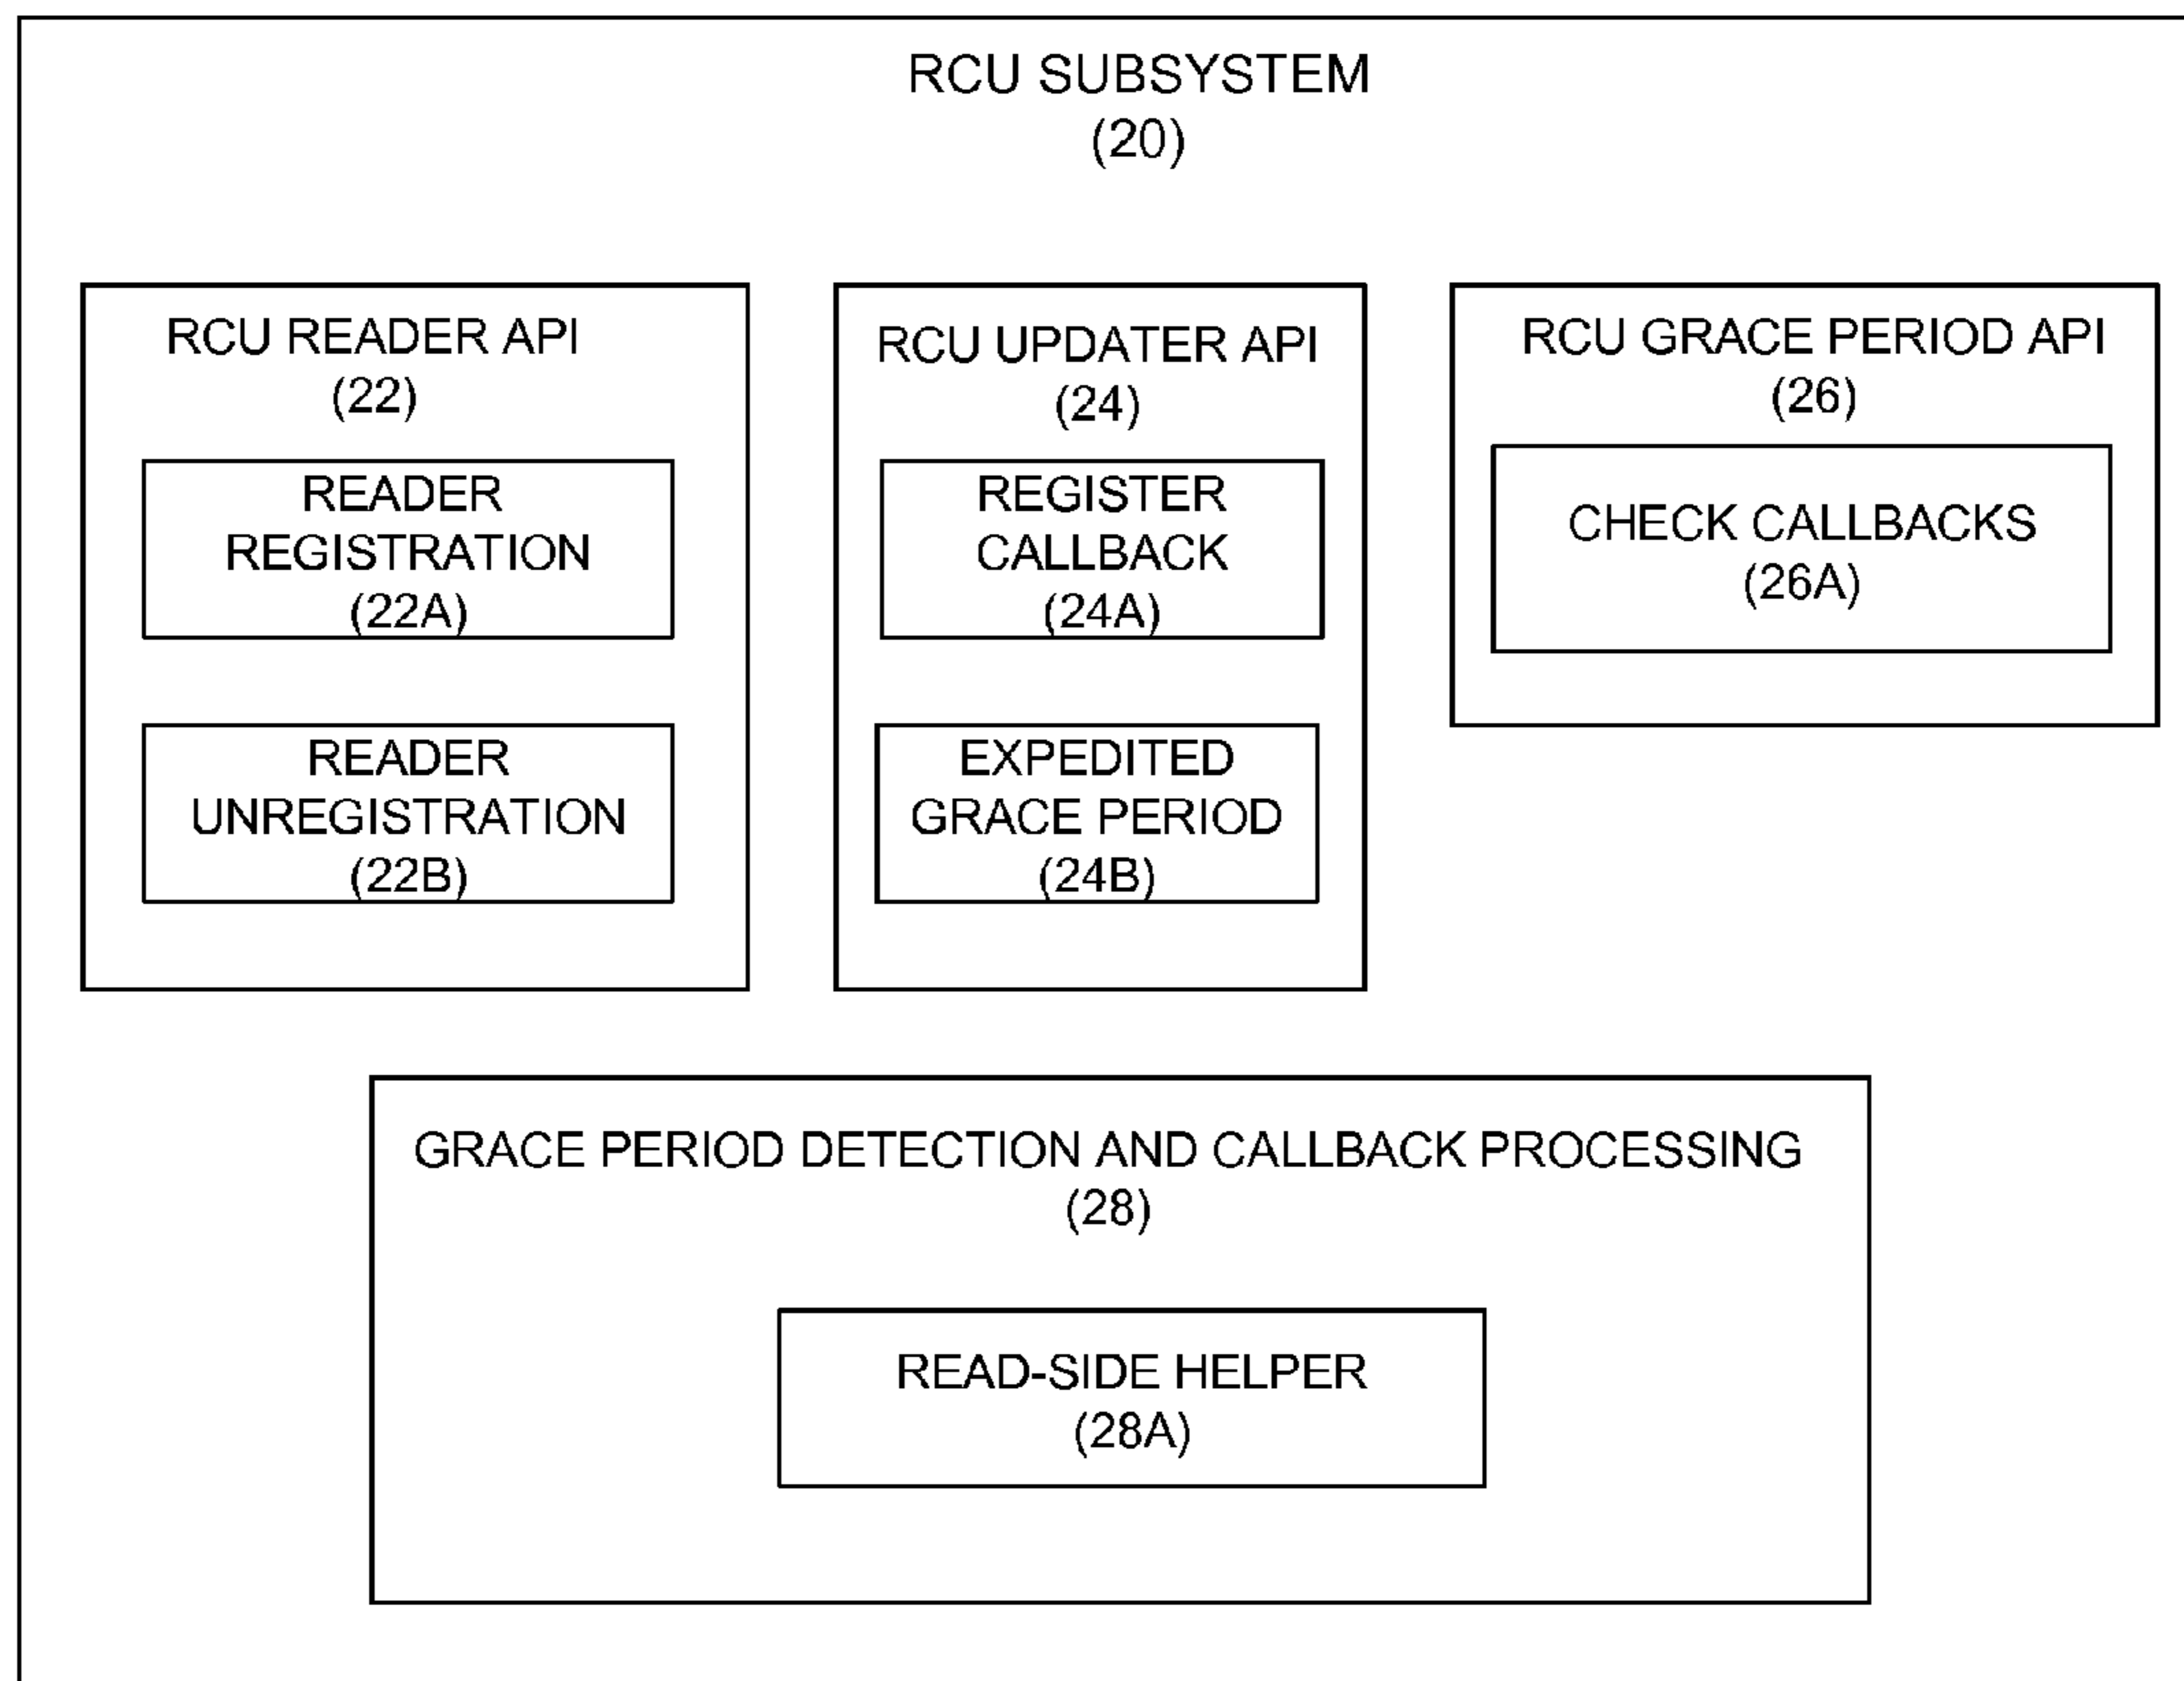 RCU SUBSYSTEM
(20)
RCU READER API
(22)
READER
REGISTRATION
(22A)
READER
UNREGISTRATION
(22B)
RCU UPDATER API
(24)
REGISTER
CALLBACK
(24A)
EXPEDITED
GRACE PERIOD
(24B)
RCU GRACE PERIOD API
(26)
CHECK CALLBACKS
(26A)
GRACE PERIOD DETECTION AND CALLBACK PROCESSING
(28)
READ-SIDE HELPER
(28A)